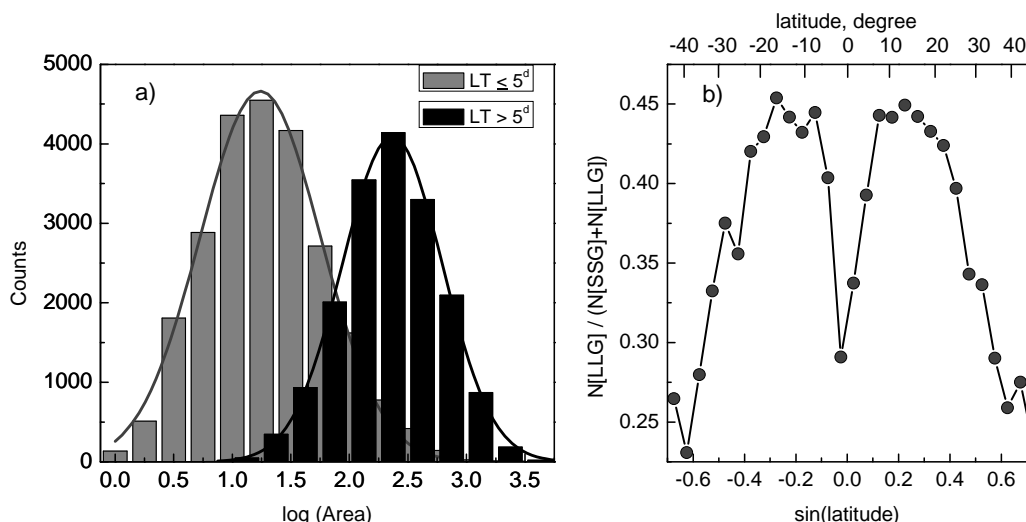 a)
LT ≤ 5d
LT > 5d
Counts
5000
4000
3000
2000
1000
0
0.0 0.5 1.0 1.5 2.0 2.5 3.0 3.5
log (Area)
latitude, degree
-40 -30 -20 -10 0 10 20 30 40
b)
N[LLG] / (N[SSG]+N[LLG])
0.45
0.40
0.35
0.30
0.25
-0.6 -0.4 -0.2 0.0 0.2 0.4 0.6
sin(latitude)